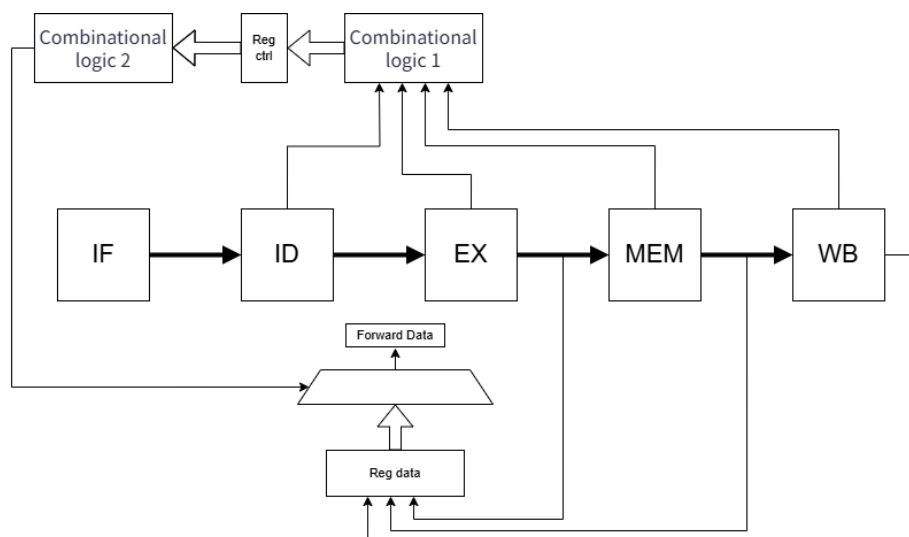 Combinational
logic 2
Reg
ctrl
Combinational
logic 1
IF
ID
EX
MEM
WB
Forward Data
Reg data